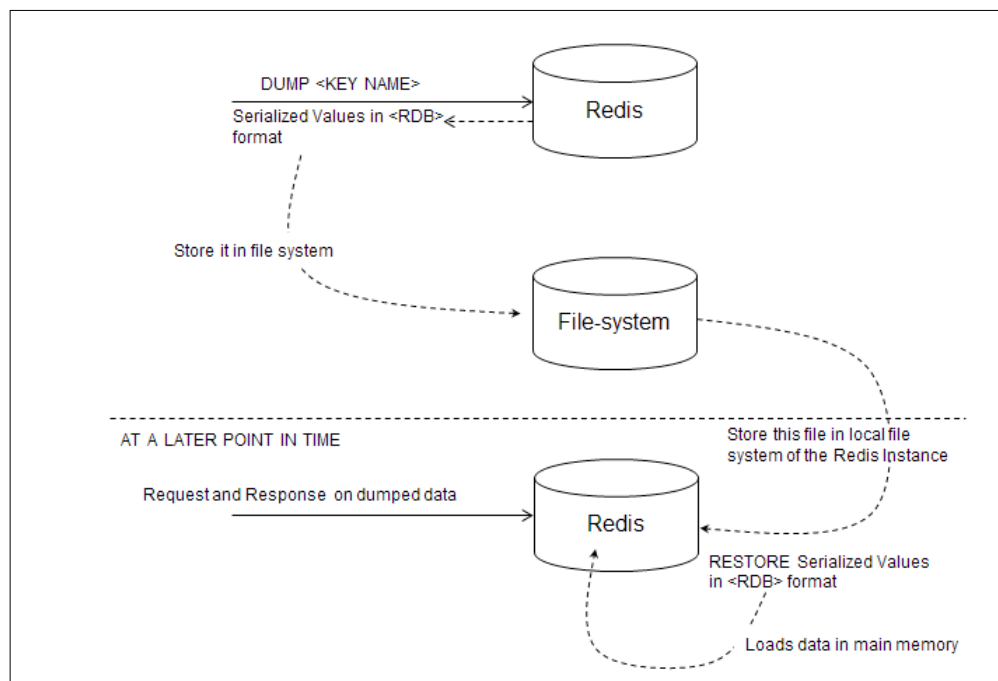 DUMP <KEY NAME>
Redis
Serialized Values in <RDB>
format
Store it in file system
File-system
AT A LATER POINT IN TIME
Store this file in local file
system of the Redis Instance
Request and Response on dumped data
Redis
RESTORE Serialized Values
in <RDB> format
Loads data in main memory